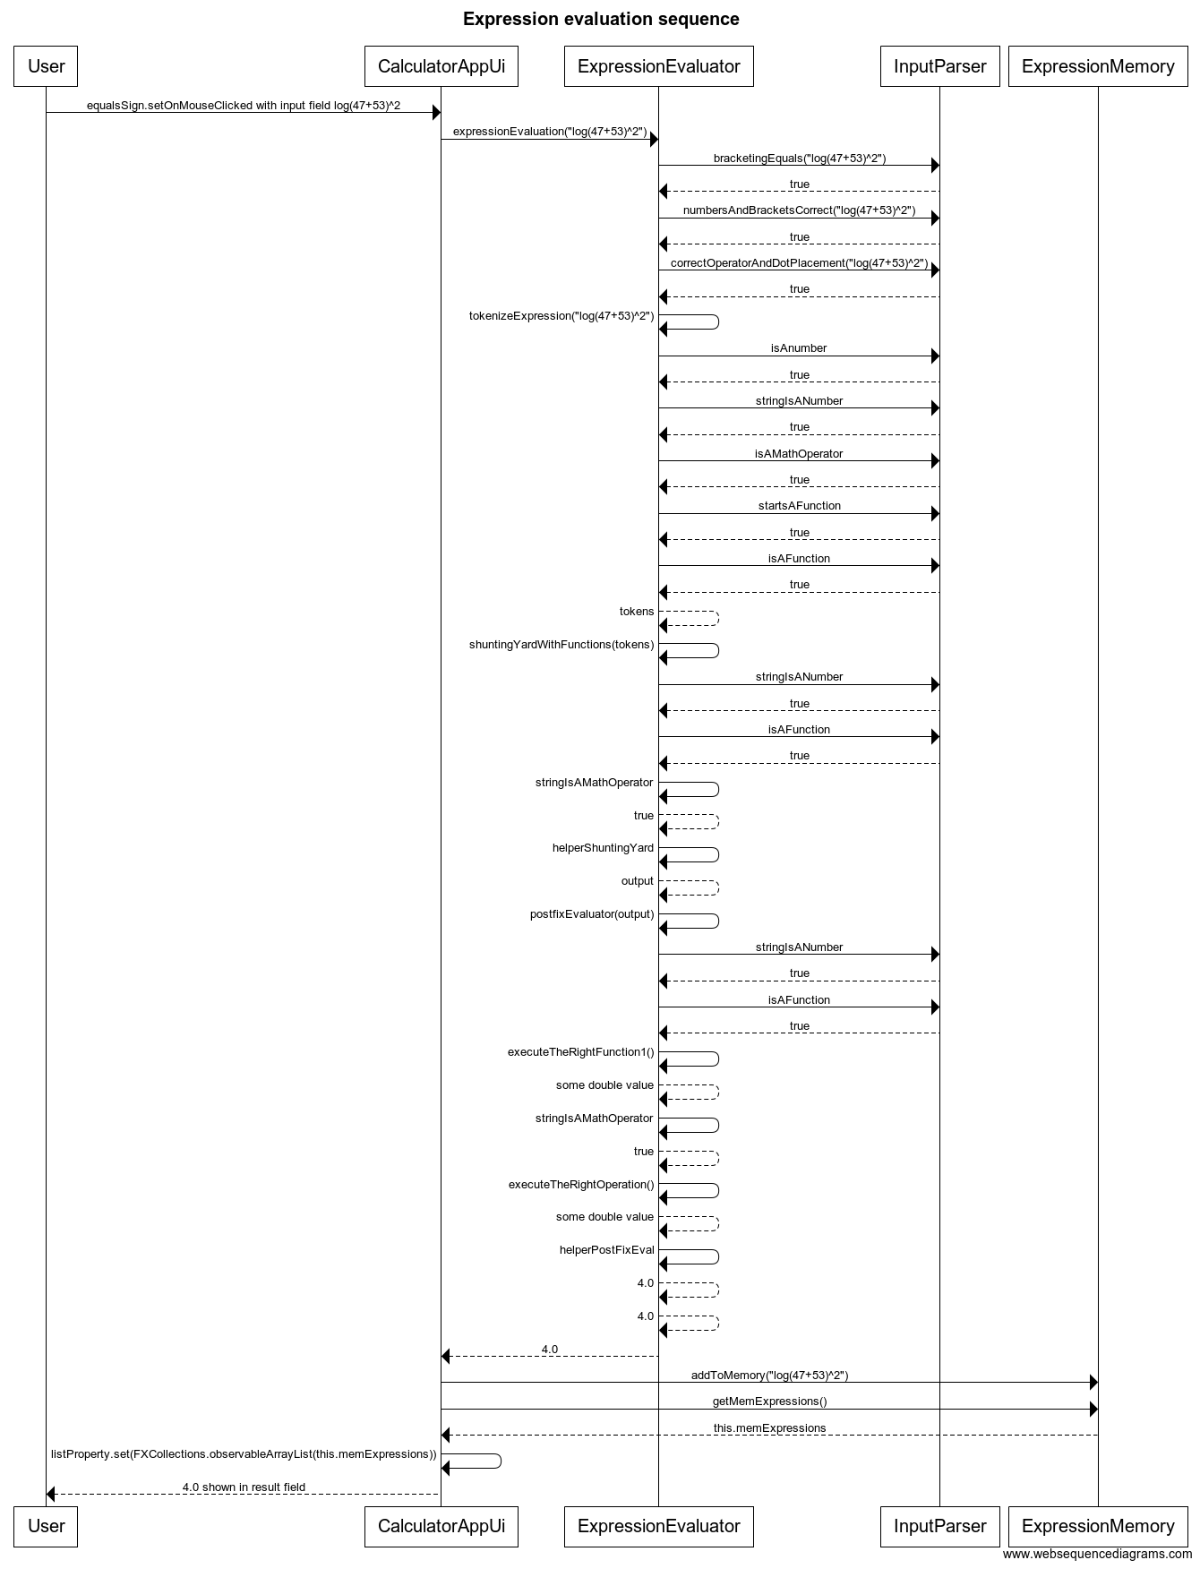 Expression evaluation sequence
User
CalculatorAppUi
ExpressionEvaluator
InputParser
ExpressionMemory
equalsSign.setOnMouseClicked with input field log(47+53)^2
expressionEvaluation("log(47+53)^2")
bracketingEquals("log(47+53)^2")
true
numbersAndBracketsCorrect("log(47+53)^2")
true
correctOperatorAndDotPlacement("log(47+53)^2")
true
tokenizeExpression("log(47+53)^2")
isAnumber
true
stringIsANumber
true
isAMathOperator
true
startsAFunction
true
isAFunction
true
tokens
shuntingYardWithFunctions(tokens)
stringIsANumber
true
isAFunction
true
stringIsAMathOperator
true
helperShuntingYard
output
postfixEvaluator(output)
stringIsANumber
true
isAFunction
true
executeTheRightFunction1()
some double value
stringIsAMathOperator
true
executeTheRightOperation()
some double value
helperPostFixEval
4.0
4.0
4.0
addToMemory("log(47+53)^2")
getMemExpressions()
this.memExpressions
listProperty.set(FXCollections.observableArrayList(this.memExpressions))
4.0 shown in result field
User
CalculatorAppUi
ExpressionEvaluator
InputParser
ExpressionMemory
www.websequencediagrams.com